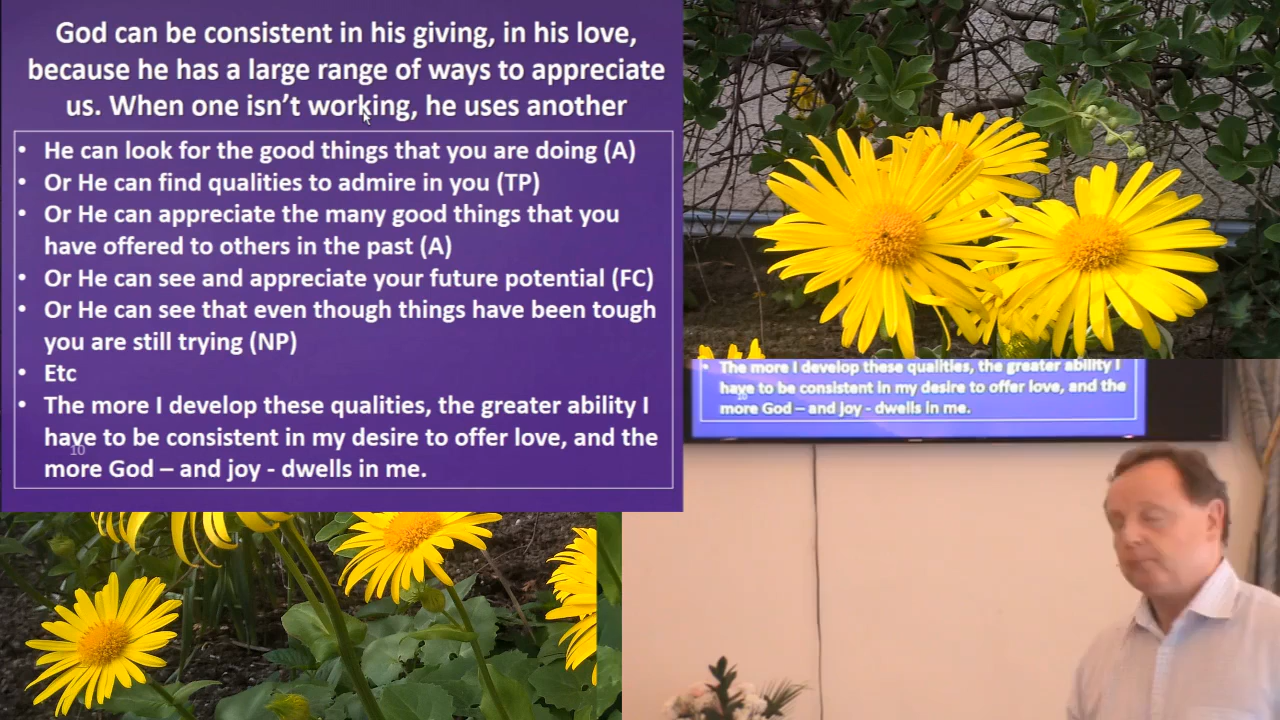 God can be consistent in his giving, in his love,
because he has a large range of ways to appreciate
us. When one isn't working, he uses another
• He can look for the good things that you are doing (A)
• Or He can find qualities to admire in you (TP)
• Or He can appreciate the many good things that you
have offered to others in the past (A)
• Or He can see and appreciate your future potential (FC)
• Or He can see that even though things have been tough
you are still trying (NP)
• Etc
• The more I develop these qualities, the greater ability I
have to be consistent in my desire to offer love, and the
10
more God – and joy - dwells in me.
• The more I develop these qualities, the greater ability I
have to be consistent in my desire to offer love, and the
10
more God – and joy - dwells in me.